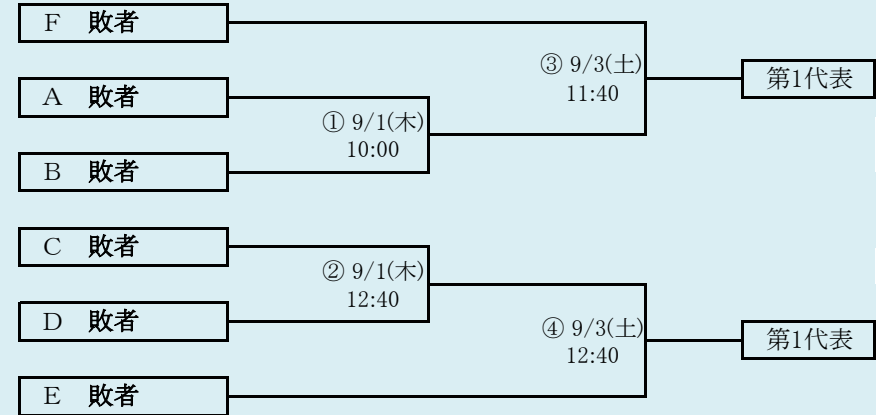 F 敗者
③ 9/3(土)
11:40
第1代表
A 敗者
① 9/1(木)
10:00
B 敗者
C 敗者
② 9/1(木)
12:40
D 敗者
④ 9/3(土)
12:40
第1代表
E 敗者